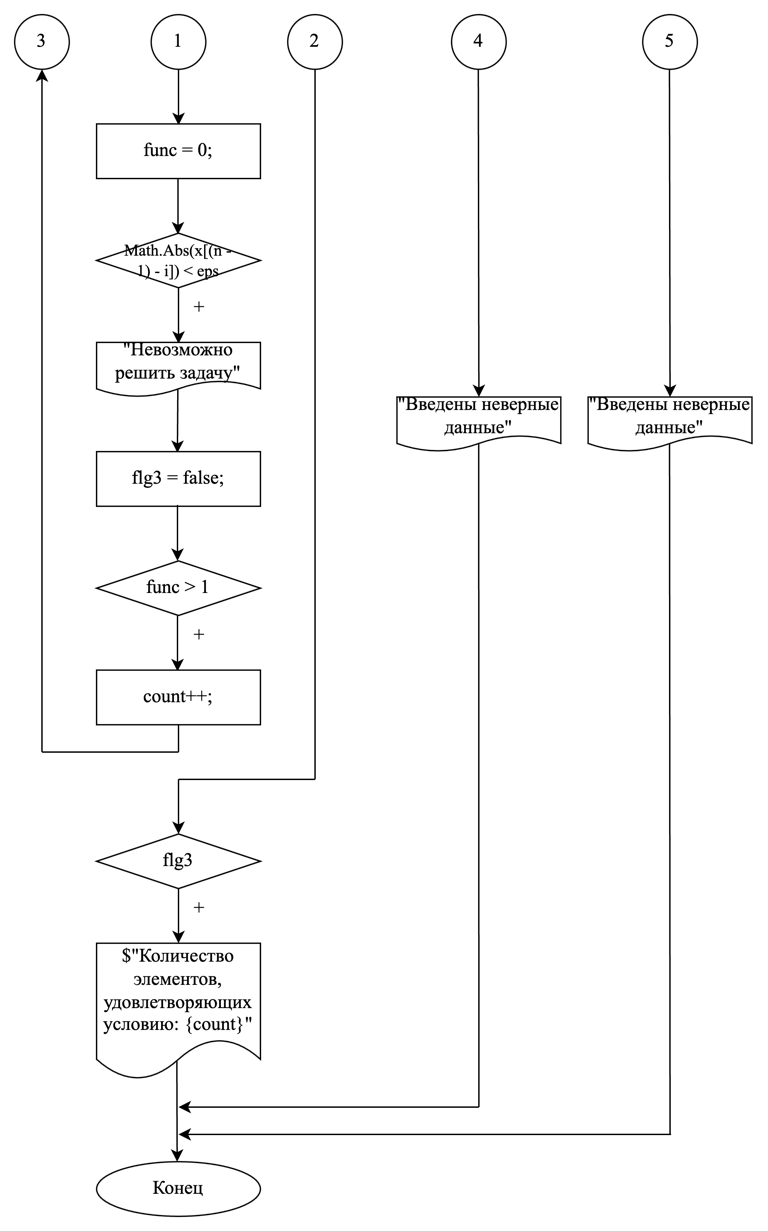 3
1
2
4
5
func = 0;
Math.Abs(x[(n -
1) - i]) < eps
+
"Невозможно
решить задачу"
"Введены неверные
данные"
"Введены неверные
данные"
flg3 = false;
func > 1
+
count++;
flg3
+
$"Количество
элементов,
удовлетворяющих
условию: {count}"
Конец